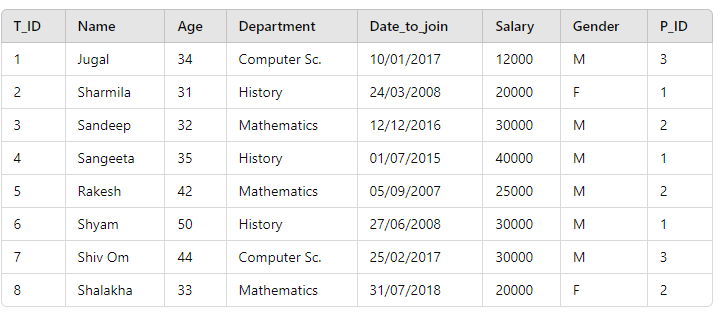 T_ID Name Age Department Date_to_join Salary Gender P_ID
1 Jugal 34 Computer Sc. 10/01/2017 12000 M 3
2 Sharmila 31 History 24/03/2008 20000 F 1
3 Sandeep 32 Mathematics 12/12/2016 30000 M 2
4 Sangeeta 35 History 01/07/2015 40000 M 1
5 Rakesh 42 Mathematics 05/09/2007 25000 M 2
6 Shyam 50 History 27/06/2008 30000 M 1
7 Shiv Om 44 Computer Sc. 25/02/2017 30000 M 3
8 Shalakha 33 Mathematics 31/07/2018 20000 F 2